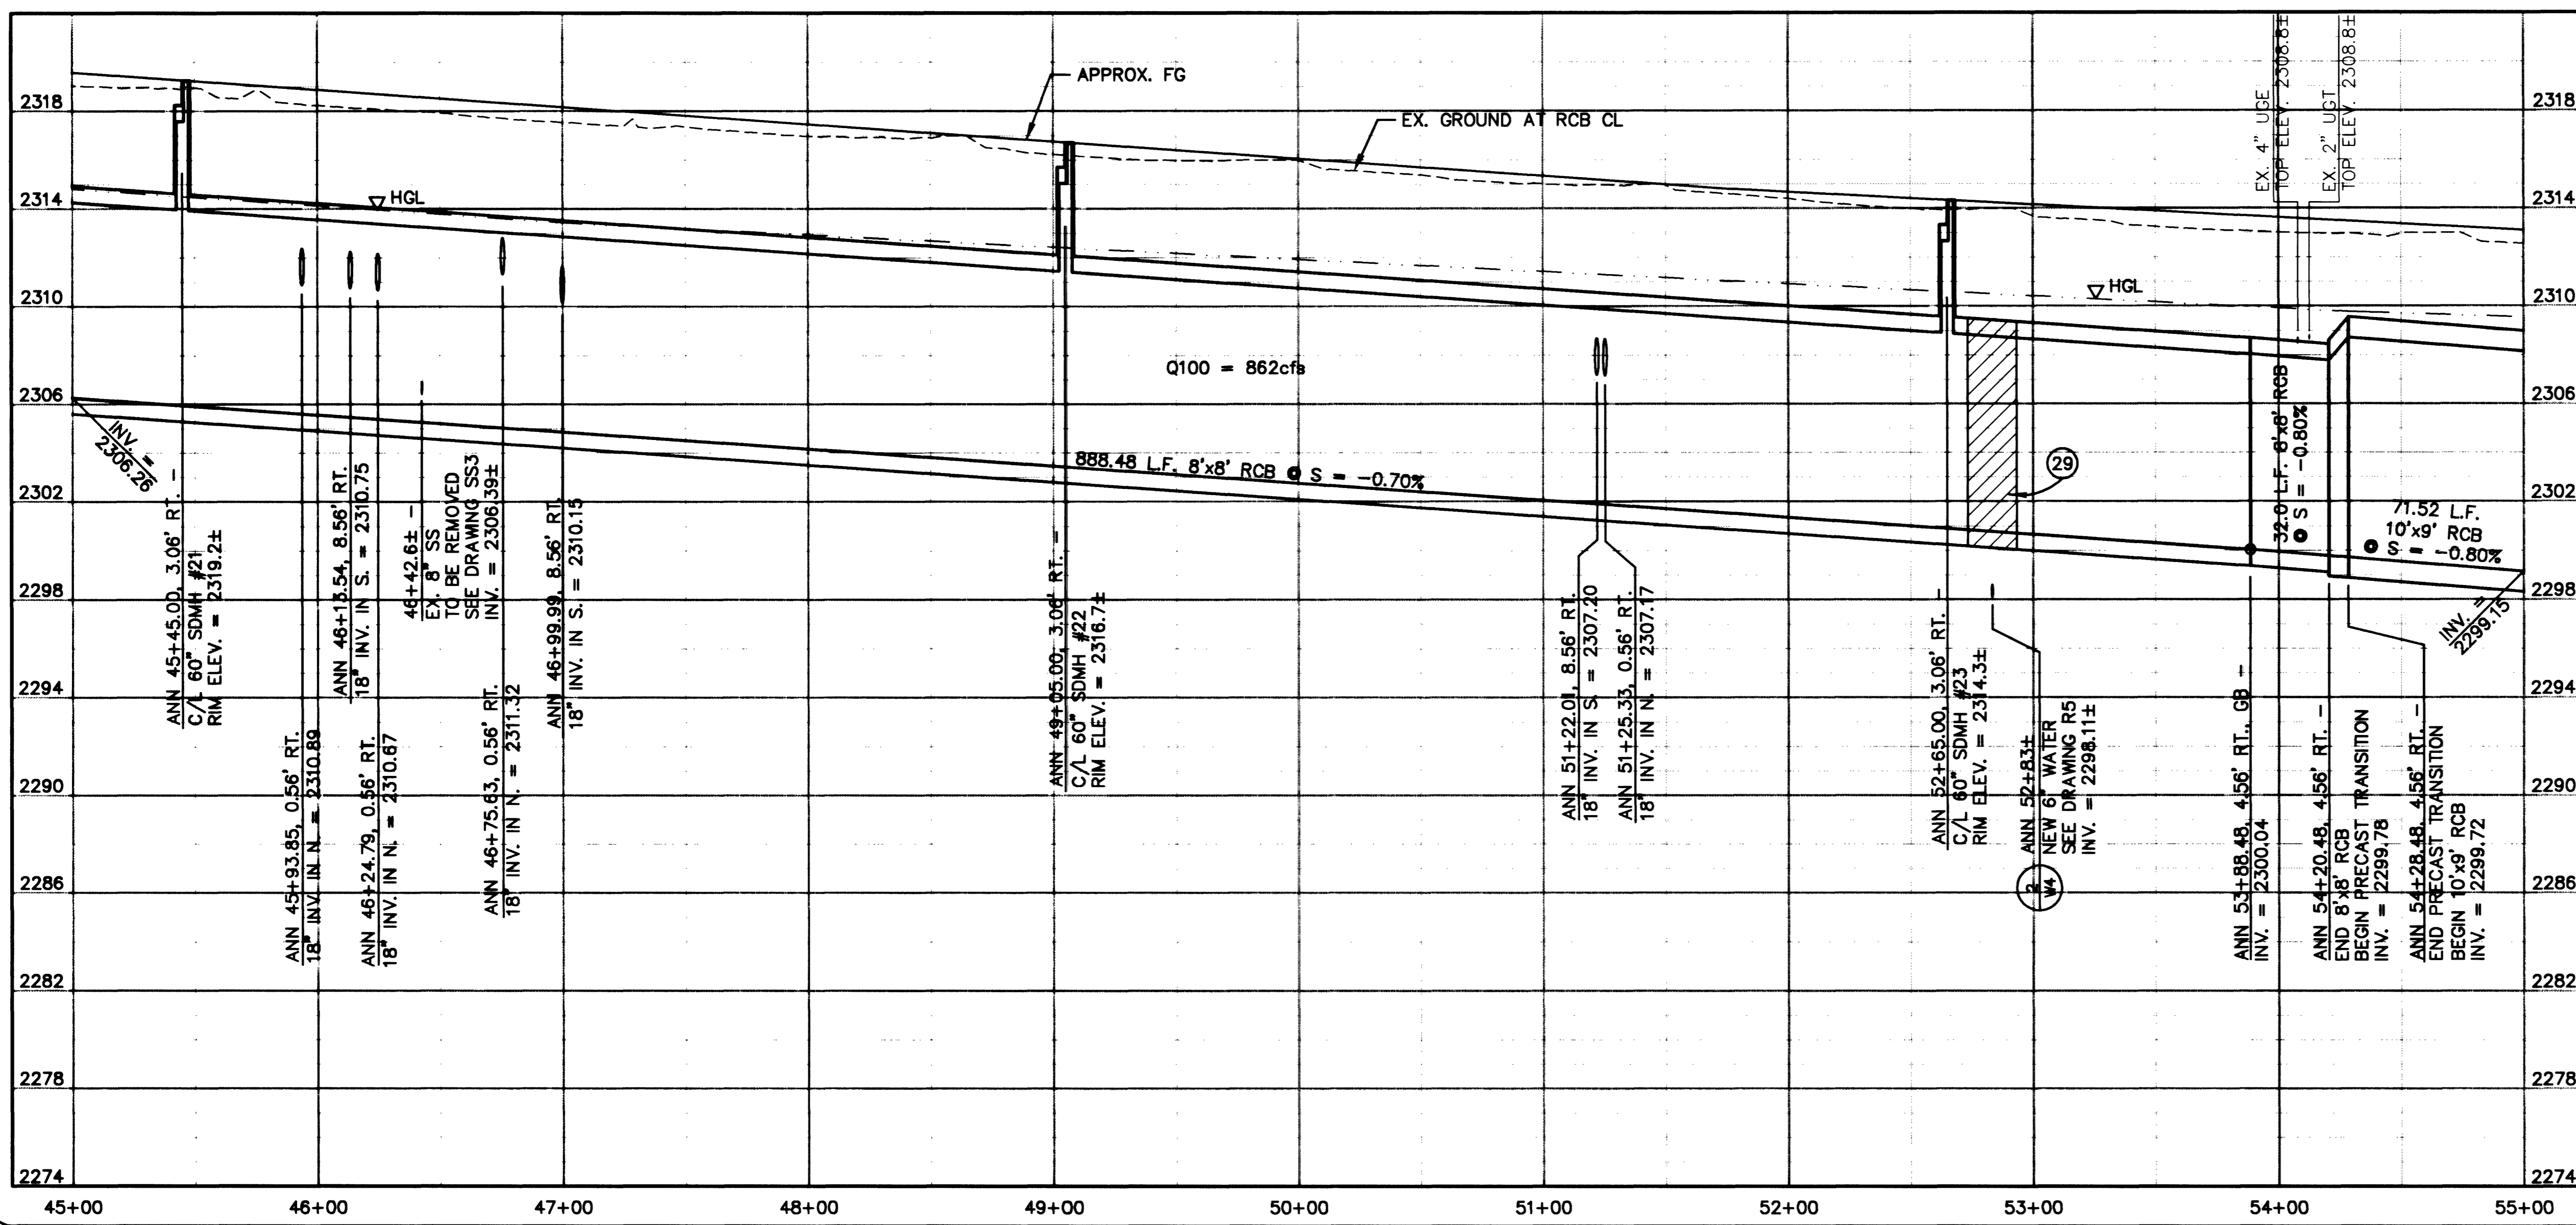 APPROX. FG
EX. GROUND AT RCB CL
EX. 4" UGE
TOP ELEV. 2308.8±
EX. 2" UGT
TOP ELEV. 2308.8±
2318
2318
2314
HGL
2314
2310
HGL
2310
Q100 = 862cfs
2306
2306
INV. =
2306.26
888.48 L.F. 8'x8' RCB @ S = -0.70%
29
32.0 L.F. 8'x8' RCB
@ S = -0.80%
71.52 L.F.
10'x9' RCB
@ S = -0.80%
2302
2302
INV. =
2299.15
2298
2298
ANN 45+45.00, 3.06' RT. -
C/L 60" SDMH #21
RIM ELEV. = 2319.2±
ANN 45+93.85, 0.56' RT.
18" INV. IN N. = 2310.89
ANN 46+13.54, 8.56' RT.
18" INV. IN S. = 2310.75
ANN 46+24.79, 0.56' RT.
18" INV. IN N. = 2310.67
46+42.6± -
EX. 8" SS
TO BE REMOVED
SEE DRAWING SS3
INV. = 2306.39±
ANN 46+75.63, 0.56' RT.
18" INV. IN N. = 2311.32
ANN 46+99.99, 8.56' RT.
18" INV. IN S. = 2310.15
ANN 49+05.00, 3.06' RT. -
C/L 60" SDMH #22
RIM ELEV. = 2316.7±
ANN 51+22.01, 8.56' RT.
18" INV. IN S. = 2307.20
ANN 51+25.33, 0.56' RT.
18" INV. IN N. = 2307.17
ANN 52+65.00, 3.06' RT. -
C/L 60" SDMH #23
RIM ELEV. = 2314.3±
ANN 52+83±
NEW 6" WATER
SEE DRAWING R5
INV. = 2298.11±
2
W4
ANN 53+88.48, 4.56' RT., GB -
INV. = 2300.04
ANN 54+20.48, 4.56' RT. -
END 8'x8' RCB
BEGIN PRECAST TRANSITION
INV. = 2299.78
ANN 54+28.48, 4.56' RT. -
END PRECAST TRANSITION
BEGIN 10'x9' RCB
INV. = 2299.72
2294
2294
2290
2290
2286
2286
2282
2282
2278
2278
2274
2274
45+00 46+00 47+00 48+00 49+00 50+00 51+00 52+00 53+00 54+00 55+00